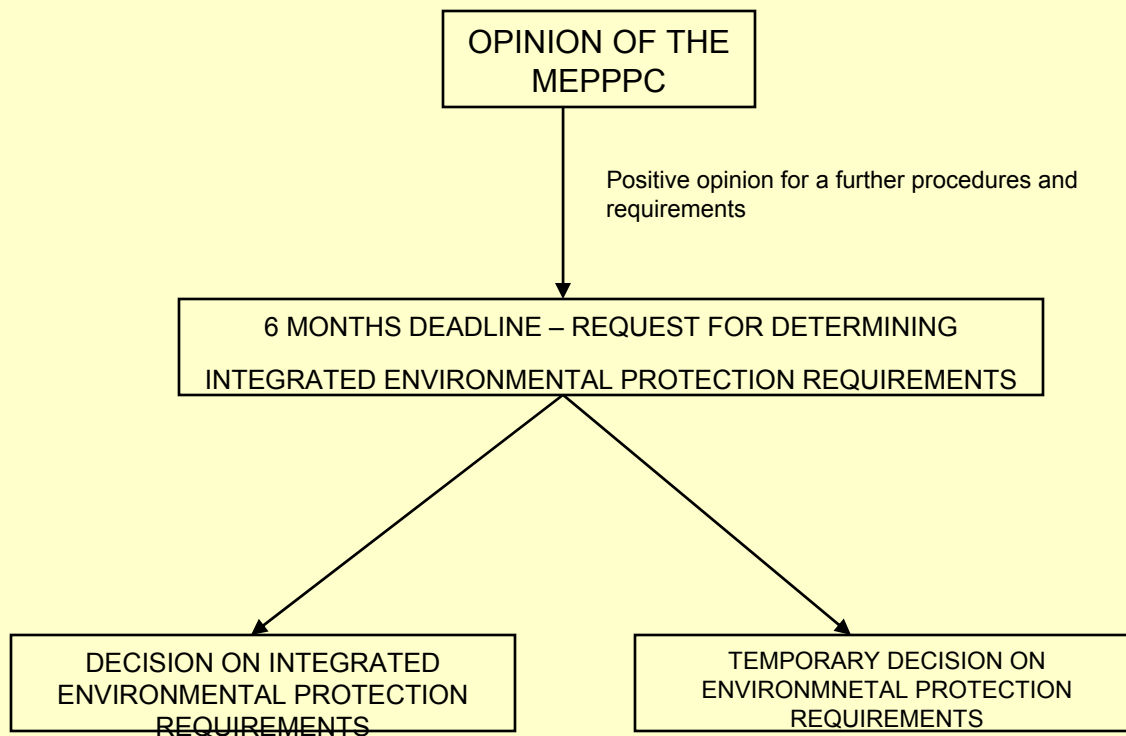 OPINION OF THE
MEPPPC
Positive opinion for a further procedures and
requirements
6 MONTHS DEADLINE – REQUEST FOR DETERMINING
INTEGRATED ENVIRONMENTAL PROTECTION REQUIREMENTS
DECISION ON INTEGRATED
ENVIRONMENTAL PROTECTION
REQUIREMENTS
TEMPORARY DECISION ON
ENVIRONMNETAL PROTECTION
REQUIREMENTS